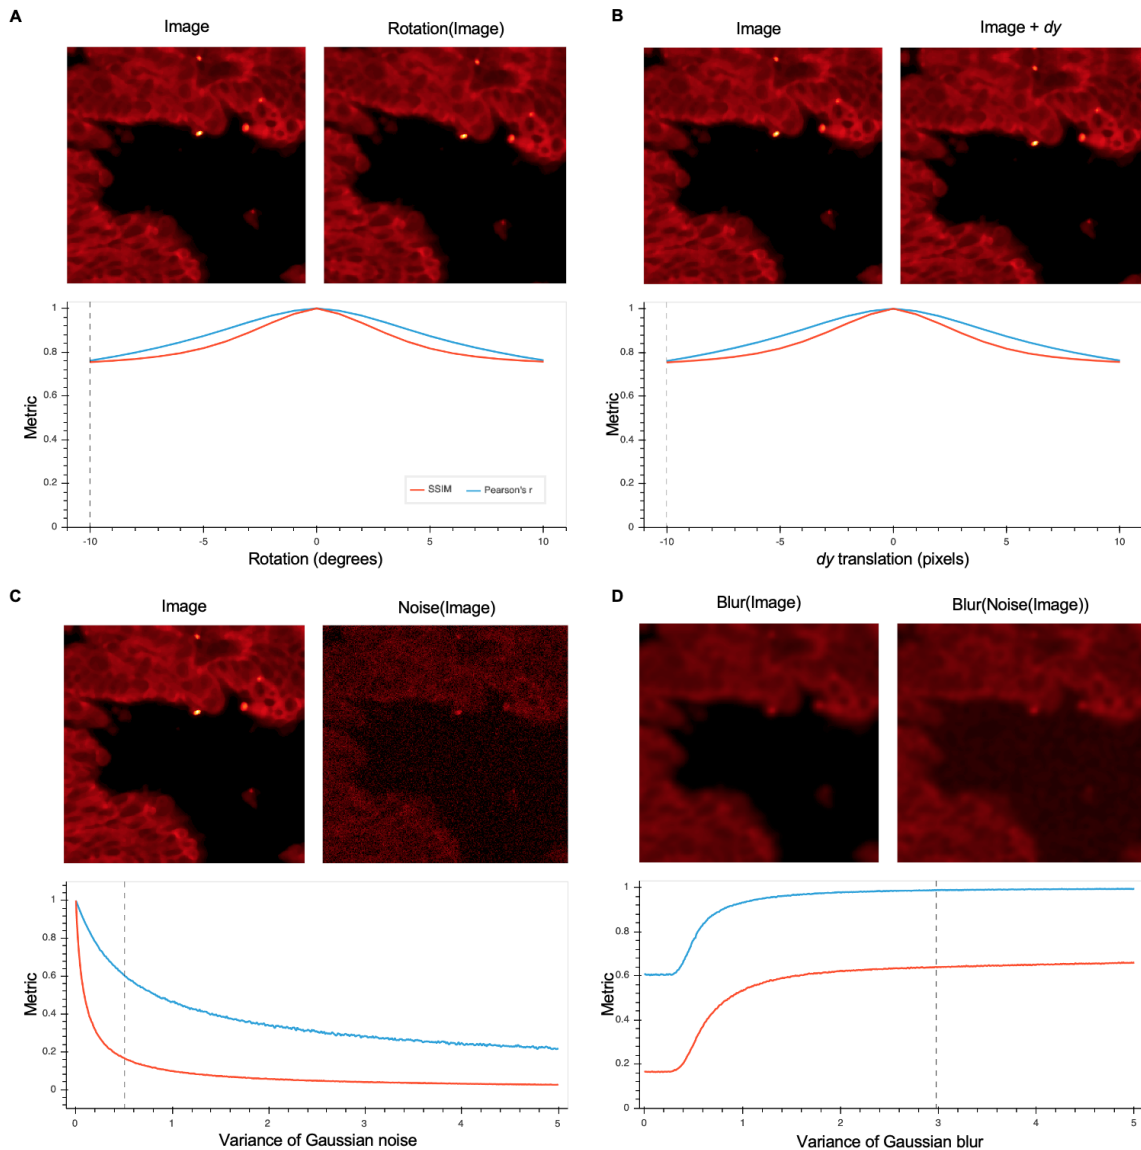 A
Image
Rotation(Image)
1
0.8
0.6
0.4
0.2
0
Metric
SSIM
Pearson's r
-10
-5
0
5
10
Rotation (degrees)
B
Image
Image + dy
1
0.8
0.6
0.4
0.2
0
Metric
-10
-5
0
5
10
dy translation (pixels)
C
Image
Noise(Image)
1
0.8
0.6
0.4
0.2
0
Metric
0
1
2
3
4
5
Variance of Gaussian noise
D
Blur(Image)
Blur(Noise(Image))
1
0.8
0.6
0.4
0.2
0
Metric
0
1
2
3
4
5
Variance of Gaussian blur